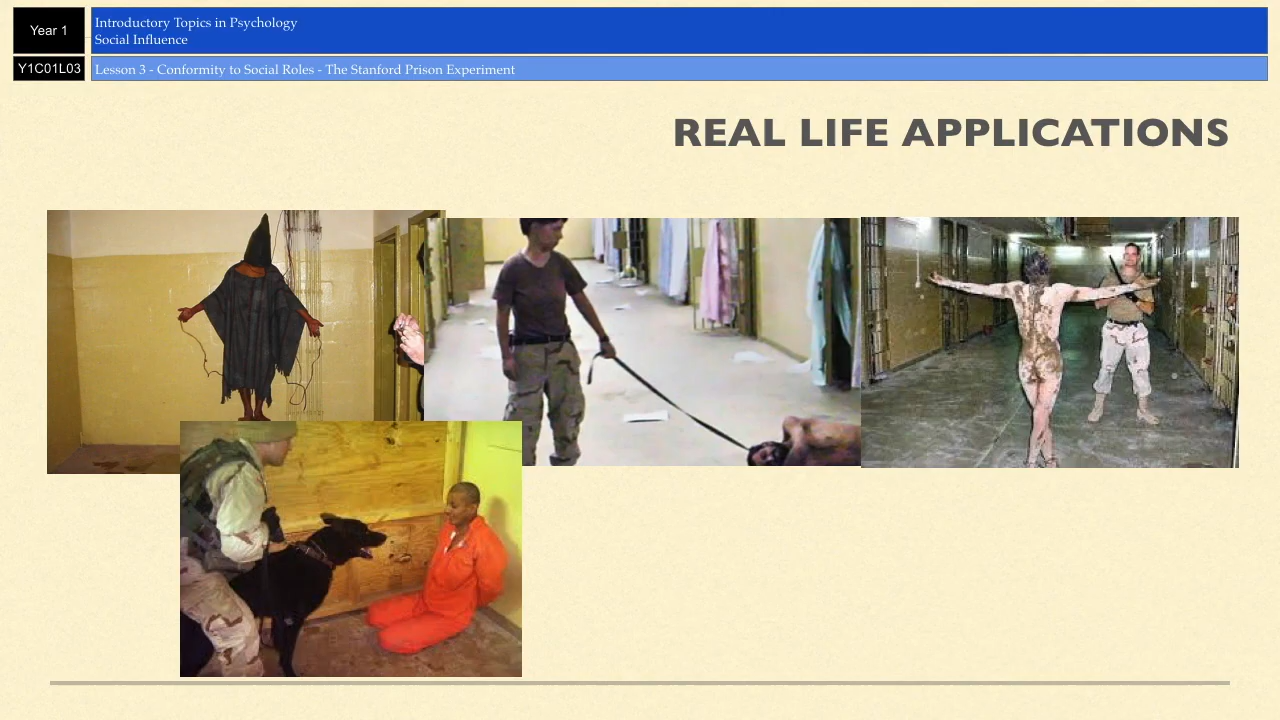 Year 1
Introductory Topics in Psychology
Social Influence
Y1C01L03
Lesson 3 - Conformity to Social Roles - The Stanford Prison Experiment
REAL LIFE APPLICATIONS